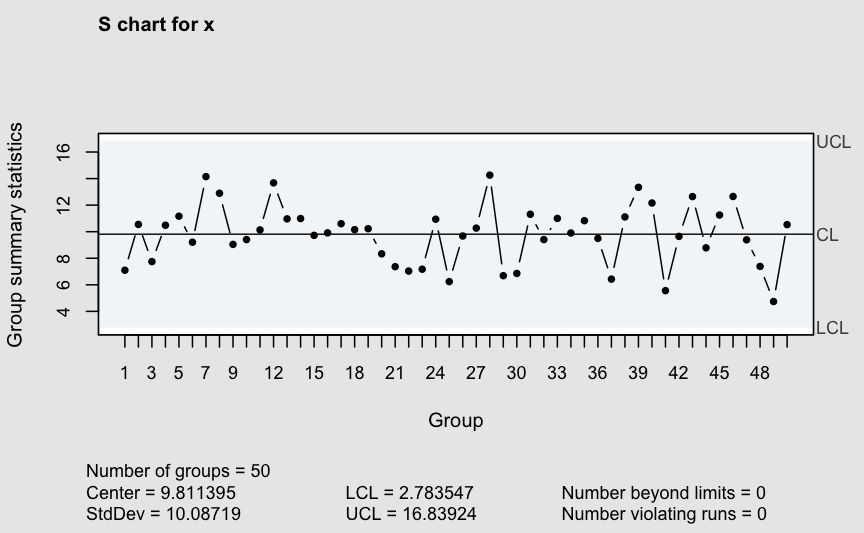 S chart for x
Group summary statistics
16
12
8
6
4
UCL
CL
LCL
1 3 5 7 9 12 15 18 21 24 27 30 33 36 39 42 45 48
Group
Number of groups = 50
Center = 9.811395 LCL = 2.783547 Number beyond limits = 0
StdDev = 10.08719 UCL = 16.83924 Number violating runs = 0